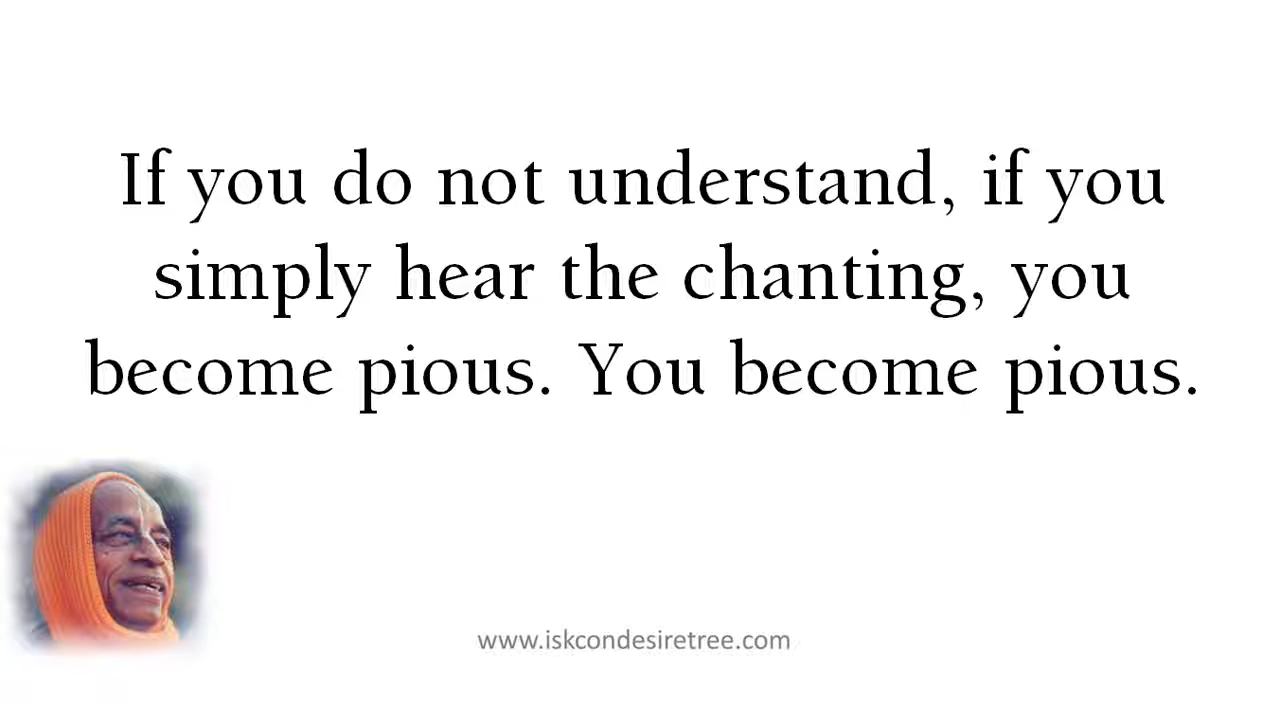 If you do not understand, if you
simply hear the chanting, you
become pious. You become pious.
www.iskcondesiretree.com